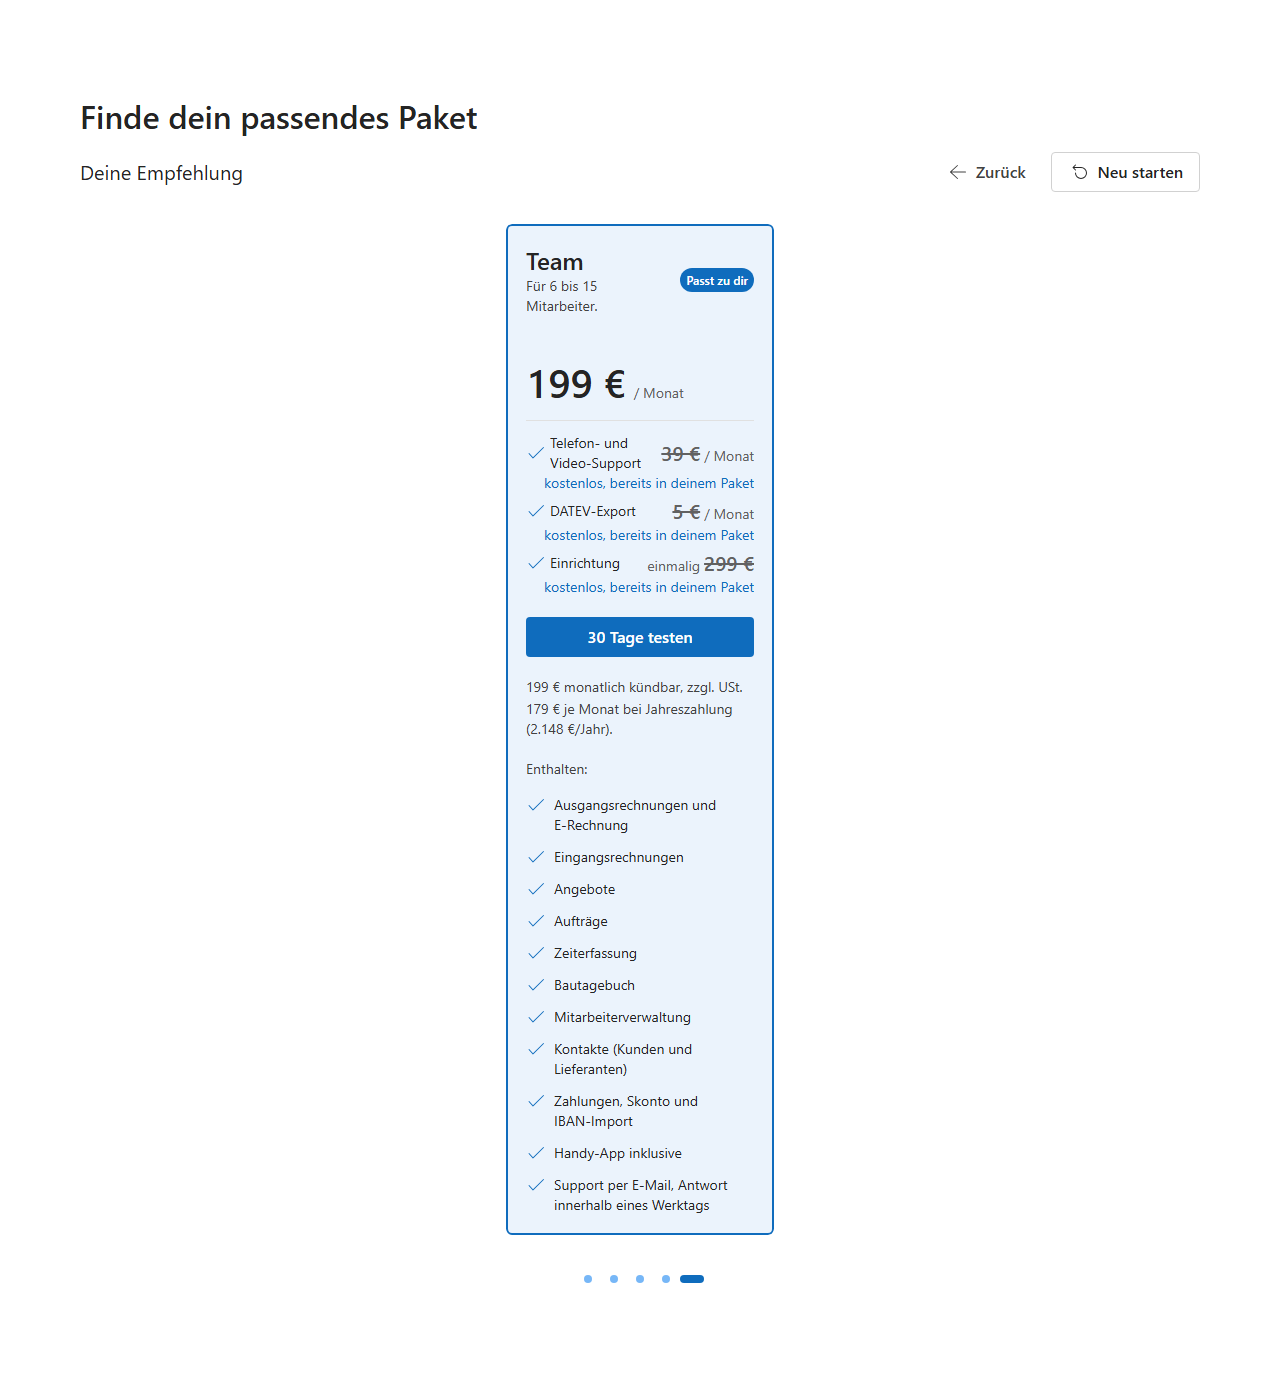 Finde dein passendes Paket
Deine Empfehlung
Zurück
Neu starten
Team
Für 6 bis 15
Mitarbeiter.
Passt zu dir
199 € / Monat
Telefon- und
Video-Support
39 € / Monat
kostenlos, bereits in deinem Paket
DATEV-Export 5 € / Monat
kostenlos, bereits in deinem Paket
Einrichtung einmalig 299 €
kostenlos, bereits in deinem Paket
30 Tage testen
199 € monatlich kündbar, zzgl. USt.
179 € je Monat bei Jahreszahlung
(2.148 €/Jahr).
Enthalten:
Ausgangsrechnungen und
E-Rechnung
Eingangsrechnungen
Angebote
Aufträge
Zeiterfassung
Bautagebuch
Mitarbeiterverwaltung
Kontakte (Kunden und
Lieferanten)
Zahlungen, Skonto und
IBAN-Import
Handy-App inklusive
Support per E-Mail, Antwort
innerhalb eines Werktags